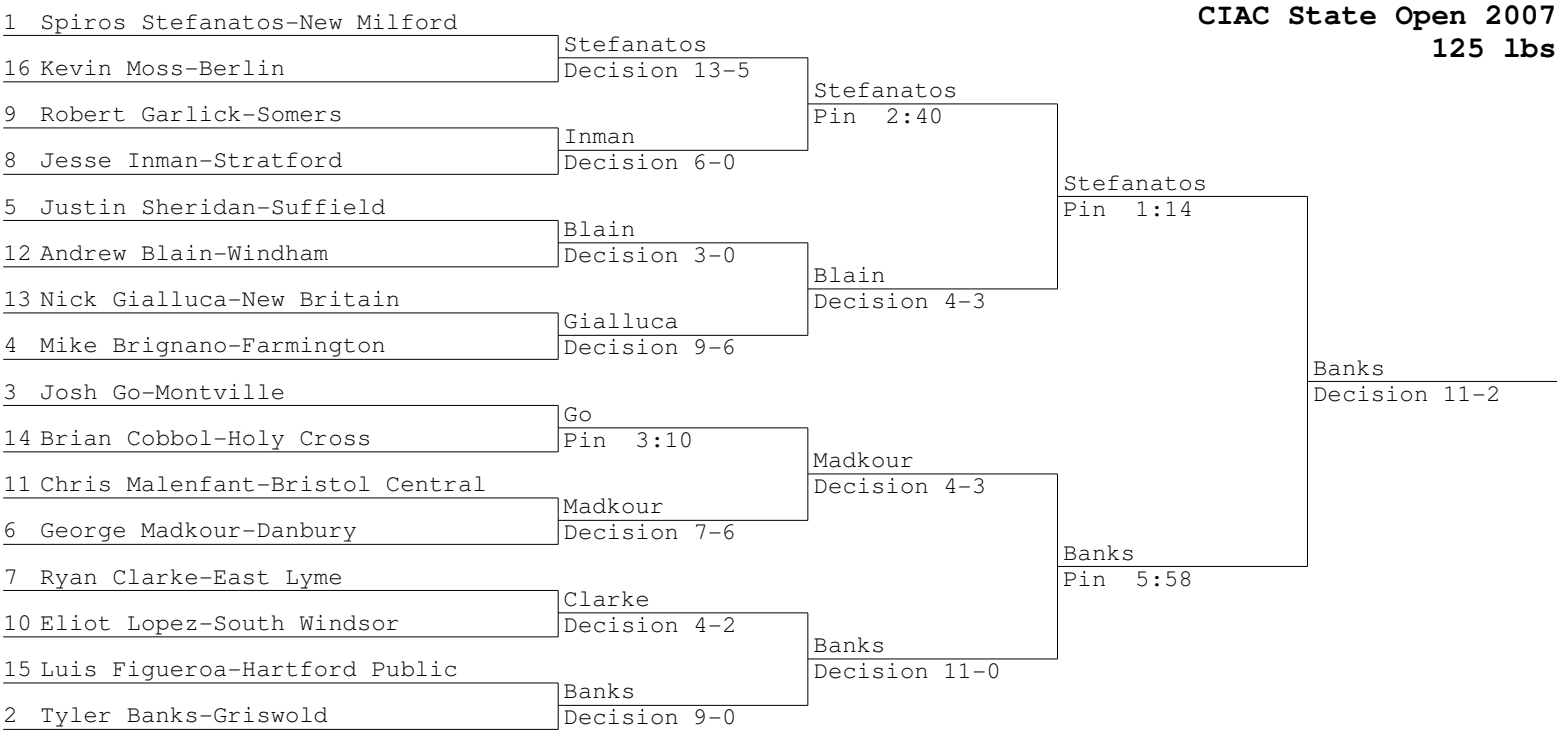 CIAC State Open 2007
125 lbs
1 Spiros Stefanatos-New Milford
16 Kevin Moss-Berlin
9 Robert Garlick-Somers
8 Jesse Inman-Stratford
5 Justin Sheridan-Suffield
12 Andrew Blain-Windham
13 Nick Gialluca-New Britain
4 Mike Brignano-Farmington
3 Josh Go-Montville
14 Brian Cobbol-Holy Cross
11 Chris Malenfant-Bristol Central
6 George Madkour-Danbury
7 Ryan Clarke-East Lyme
10 Eliot Lopez-South Windsor
15 Luis Figueroa-Hartford Public
2 Tyler Banks-Griswold
Stefanatos
Decision 13-5
Inman
Decision 6-0
Blain
Decision 3-0
Gialluca
Decision 9-6
Go
Pin 3:10
Madkour
Decision 7-6
Clarke
Decision 4-2
Banks
Decision 9-0
Stefanatos
Pin 2:40
Blain
Decision 4-3
Madkour
Decision 4-3
Banks
Decision 11-0
Stefanatos
Pin 1:14
Banks
Pin 5:58
Banks
Decision 11-2